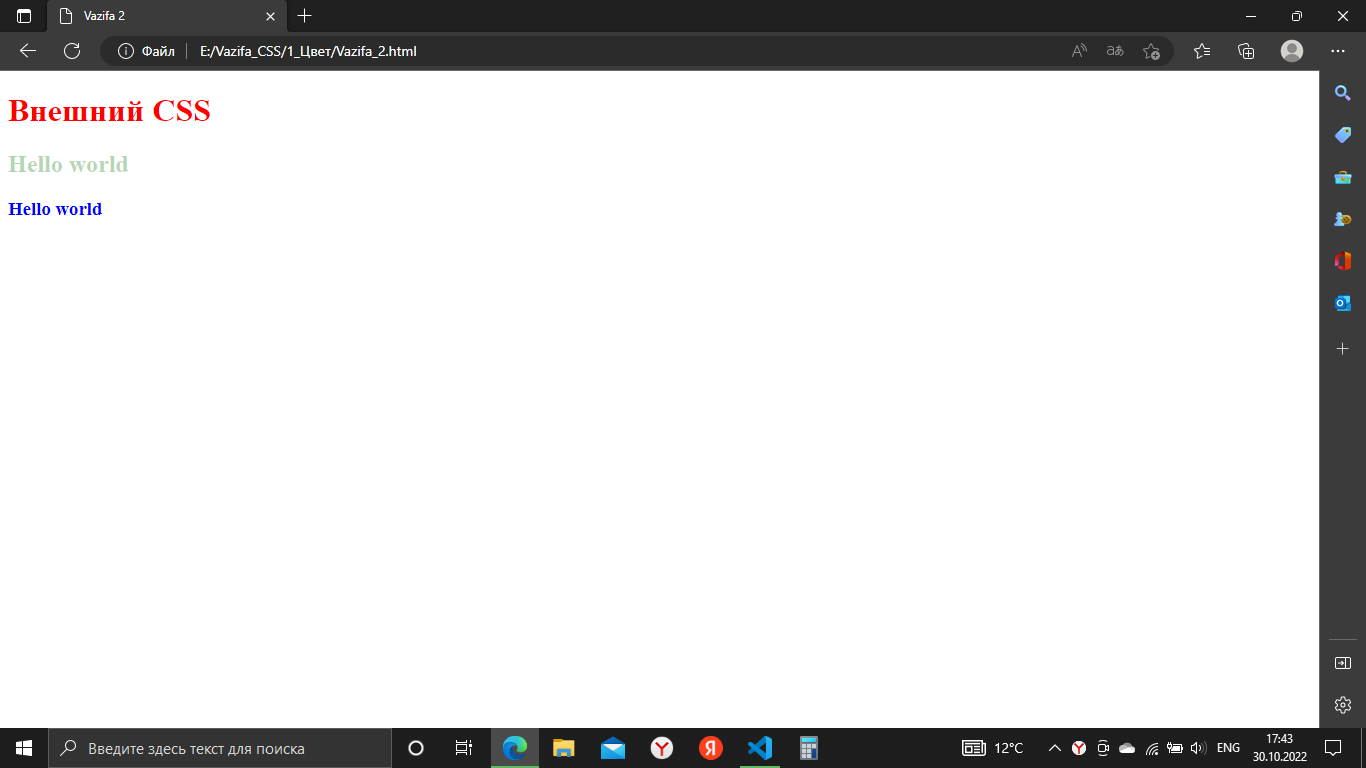 Vazifa 2
Файл
E:/Vazifa_CSS/1_Цвет/Vazifa_2.html
Внешний CSS
Hello world
Hello world
Введите здесь текст для поиска
12°C
ENG
17:43
30.10.2022